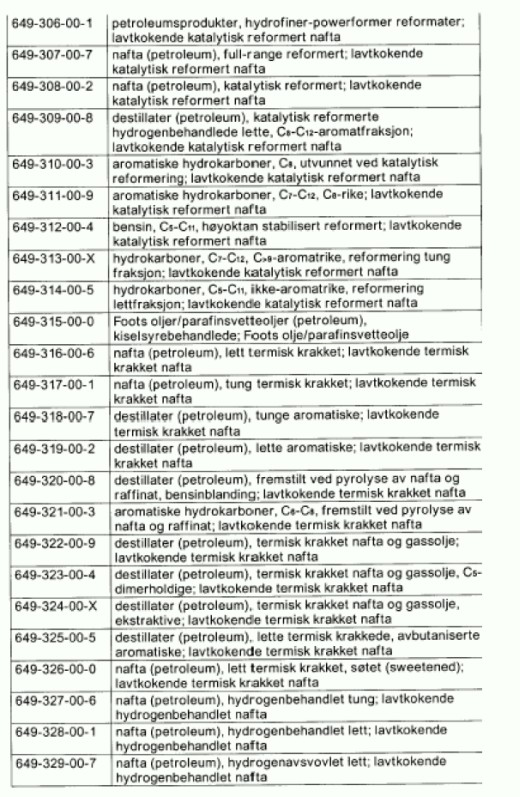 649-306-00-1 petroleumsprodukter, hydrofiner-powerformer reformater;
lavtkokende katalytisk reformert nafta
649-307-00-7 nafta (petroleum), full-range reformert; lavtkokende
katalytisk reformert nafta
649-308-00-2 nafta (petroleum), katalytisk reformert; lavtkokende
katalytisk reformert nafta
649-309-00-8 destillater (petroleum), katalytisk reformerte
hydrogenbehandlede lette, C₈-C₁₂-aromatfraksjon;
lavtkokende katalytisk reformert nafta
649-310-00-3 aromatiske hydrokarboner, C₈, utvunnet ved katalytisk
reformering; lavtkokende katalytisk reformert nafta
649-311-00-9 aromatiske hydrokarboner, C₇-C₁₂, C₈-rike; lavtkokende
katalytisk reformert nafta
649-312-00-4 bensin, C₅-C₁₁, høyoktan stabilisert reformert; lavtkokende
katalytisk reformert nafta
649-313-00-X hydrokarboner, C₇-C₁₂, C>₉-aromatrike, reformering tung
fraksjon; lavtkokende katalytisk reformert nafta
649-314-00-5 hydrokarboner, C₅-C₁₁, ikke-aromatrike, reformering
lettfraksjon; lavtkokende katalytisk reformert nafta
649-315-00-0 Foots oljer/parafinsvetteoljer (petroleum),
kiselsyrebehandlede; Foots olje/parafinsvetteolje
649-316-00-6 nafta (petroleum), lett termisk krakket; lavtkokende termisk
krakket nafta
649-317-00-1 nafta (petroleum), tung termisk krakket; lavtkokende termisk
krakket nafta
649-318-00-7 destillater (petroleum), tunge aromatiske; lavtkokende
termisk krakket nafta
649-319-00-2 destillater (petroleum), lette aromatiske; lavtkokende termisk
krakket nafta
649-320-00-8 destillater (petroleum), fremstilt ved pyrolyse av nafta og
raffinat, bensinblanding; lavtkokende termisk krakket nafta
649-321-00-3 aromatiske hydrokarboner, C₆-C₈, fremstilt ved pyrolyse av
nafta og raffinat; lavtkokende termisk krakket nafta
649-322-00-9 destillater (petroleum), termisk krakket nafta og gassolje;
lavtkokende termisk krakket nafta
649-323-00-4 destillater (petroleum), termisk krakket nafta og gassolje, C₅-
dimerholdige; lavtkokende termisk krakket nafta
649-324-00-X destillater (petroleum), termisk krakket nafta og gassolje,
ekstraktive; lavtkokende termisk krakket nafta
649-325-00-5 destillater (petroleum), lette termisk krakkede, avbutaniserte
aromatiske; lavtkokende termisk krakket nafta
649-326-00-0 nafta (petroleum), lett termisk krakket, søtet (sweetened);
lavtkokende termisk krakket nafta
649-327-00-6 nafta (petroleum), hydrogenbehandlet tung; lavtkokende
hydrogenbehandlet nafta
649-328-00-1 nafta (petroleum), hydrogenbehandlet lett; lavtkokende
hydrogenbehandlet nafta
649-329-00-7 nafta (petroleum), hydrogenavsvovlet lett; lavtkokende
hydrogenbehandlet nafta